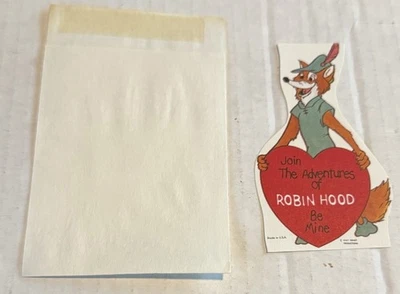 Join
The Adventures
of
ROBIN HOOD
Be
Mine